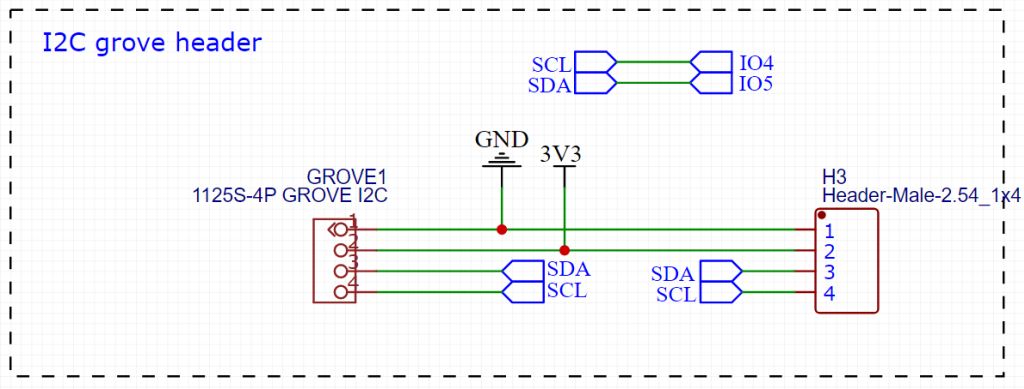 I2C grove header
SCL IO4
SDA IO5
GND
3V3
GROVE1
1125S-4P GROVE I2C
H3
Header-Male-2.54_1x4
1 1
2 2
3 SDA SDA 3
4 SCL SCL 4